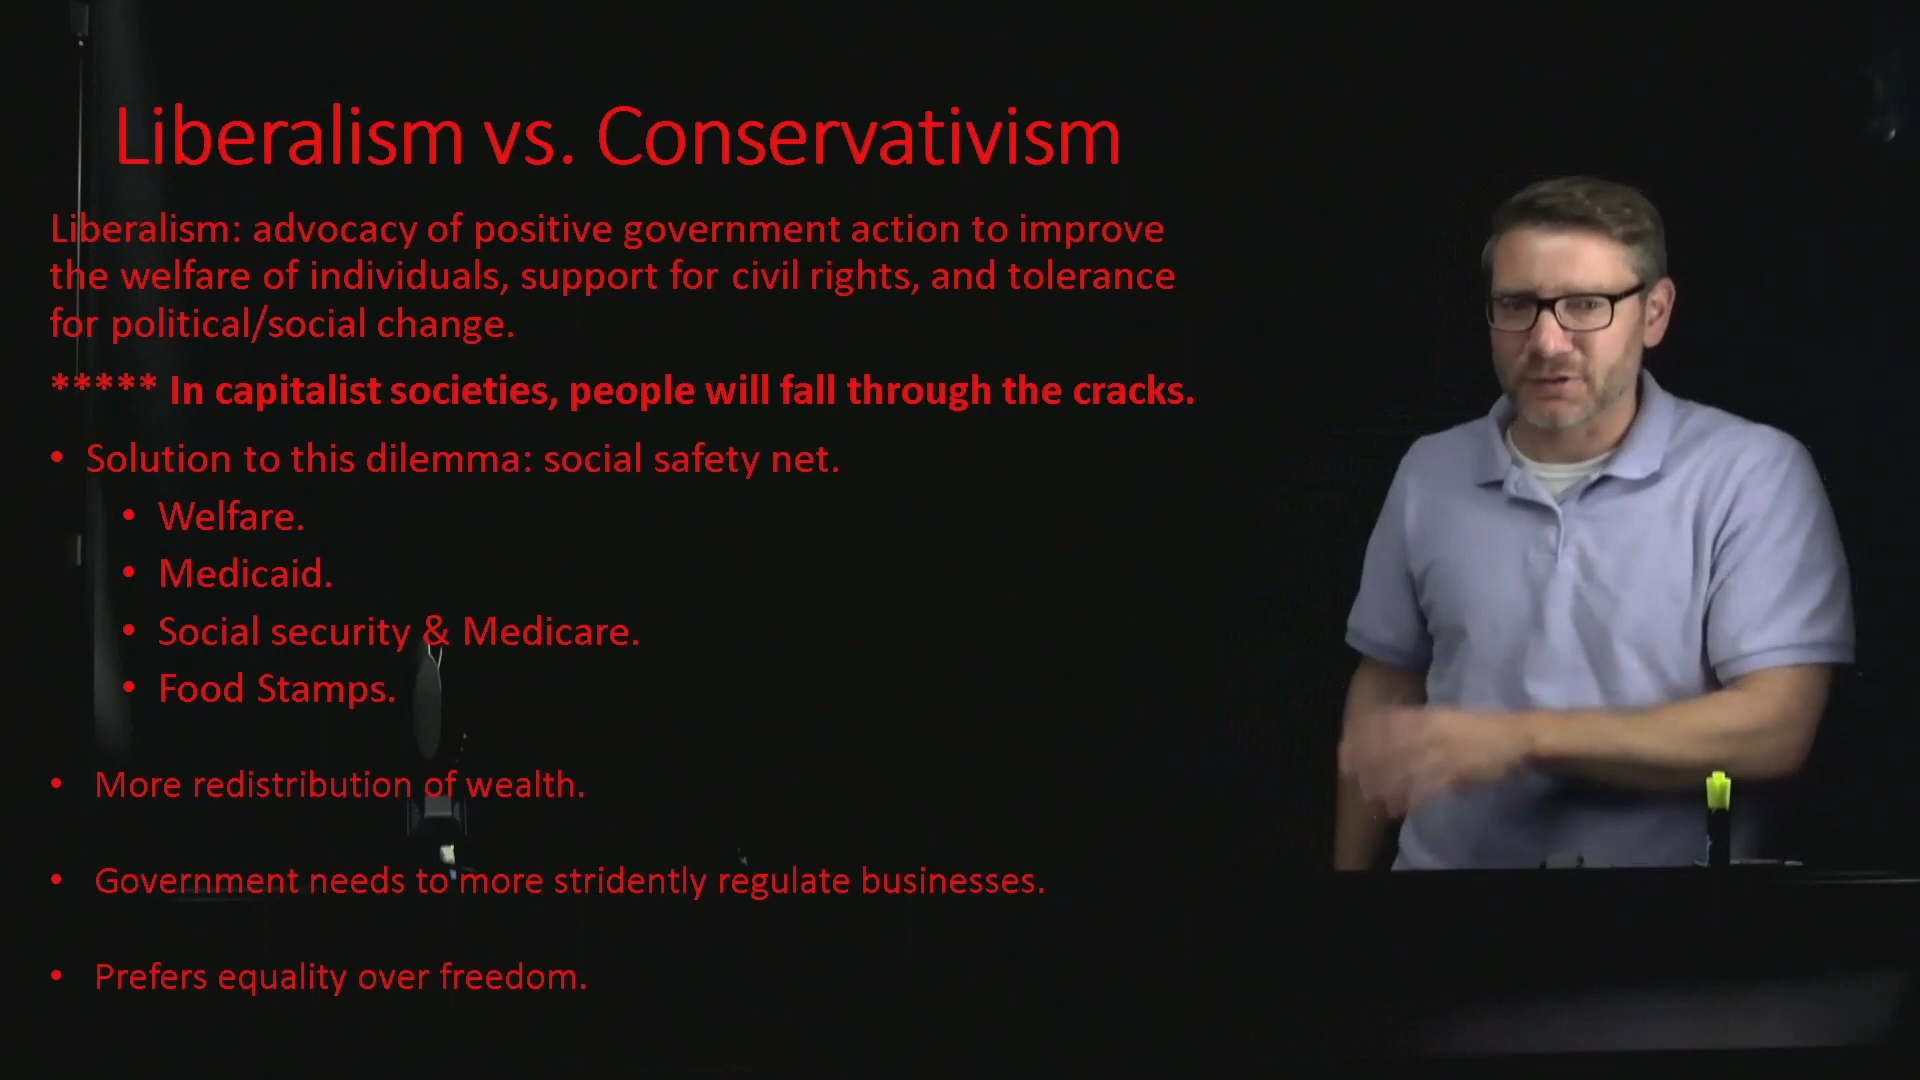 Liberalism vs. Conservativism
Liberalism: advocacy of positive government action to improve
the welfare of individuals, support for civil rights, and tolerance
for political/social change.
***** In capitalist societies, people will fall through the cracks.
• Solution to this dilemma: social safety net.
• Welfare.
• Medicaid.
• Social security & Medicare.
• Food Stamps.
• More redistribution of wealth.
• Government needs to more stridently regulate businesses.
• Prefers equality over freedom.